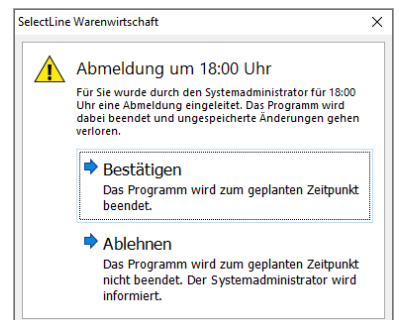 SelectLine Warenwirtschaft
Abmeldung um 18:00 Uhr
Für Sie wurde durch den Systemadministrator für 18:00
Uhr eine Abmeldung eingeleitet. Das Programm wird
dabei beendet und ungespeicherte Änderungen gehen
verloren.
Bestätigen
Das Programm wird zum geplanten Zeitpunkt
beendet.
Ablehnen
Das Programm wird zum geplanten Zeitpunkt
nicht beendet. Der Systemadministrator wird
informiert.